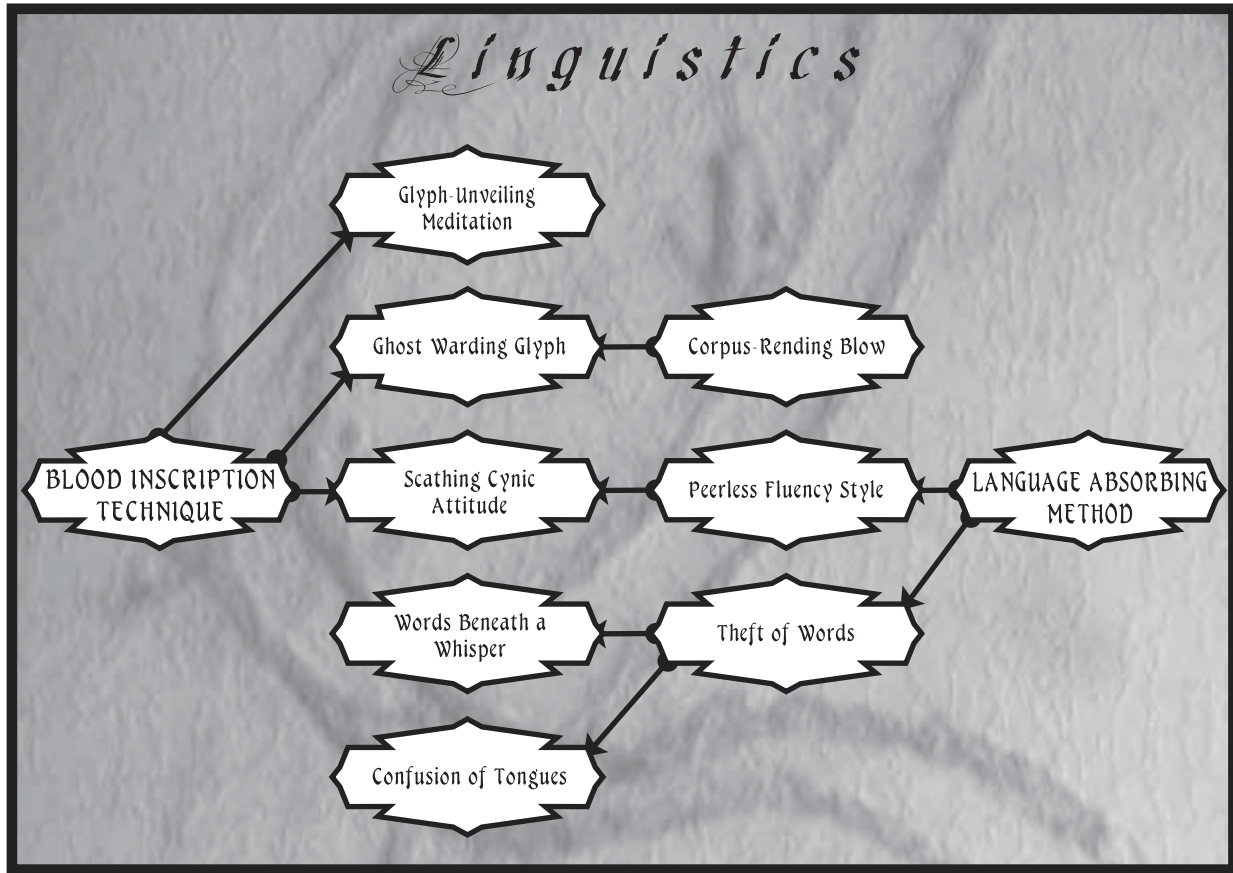 Linguistics
Glyph-Unveiling
Meditation
Ghost Warding Glyph
Corpus-Rending Blow
BLOOD INSCRIPTION
TECHNIQUE
Scathing Cynic
Attitude
Peerless Fluency Style
LANGUAGE ABSORBING
METHOD
Words Beneath a
Whisper
Theft of Words
Confusion of Tongues